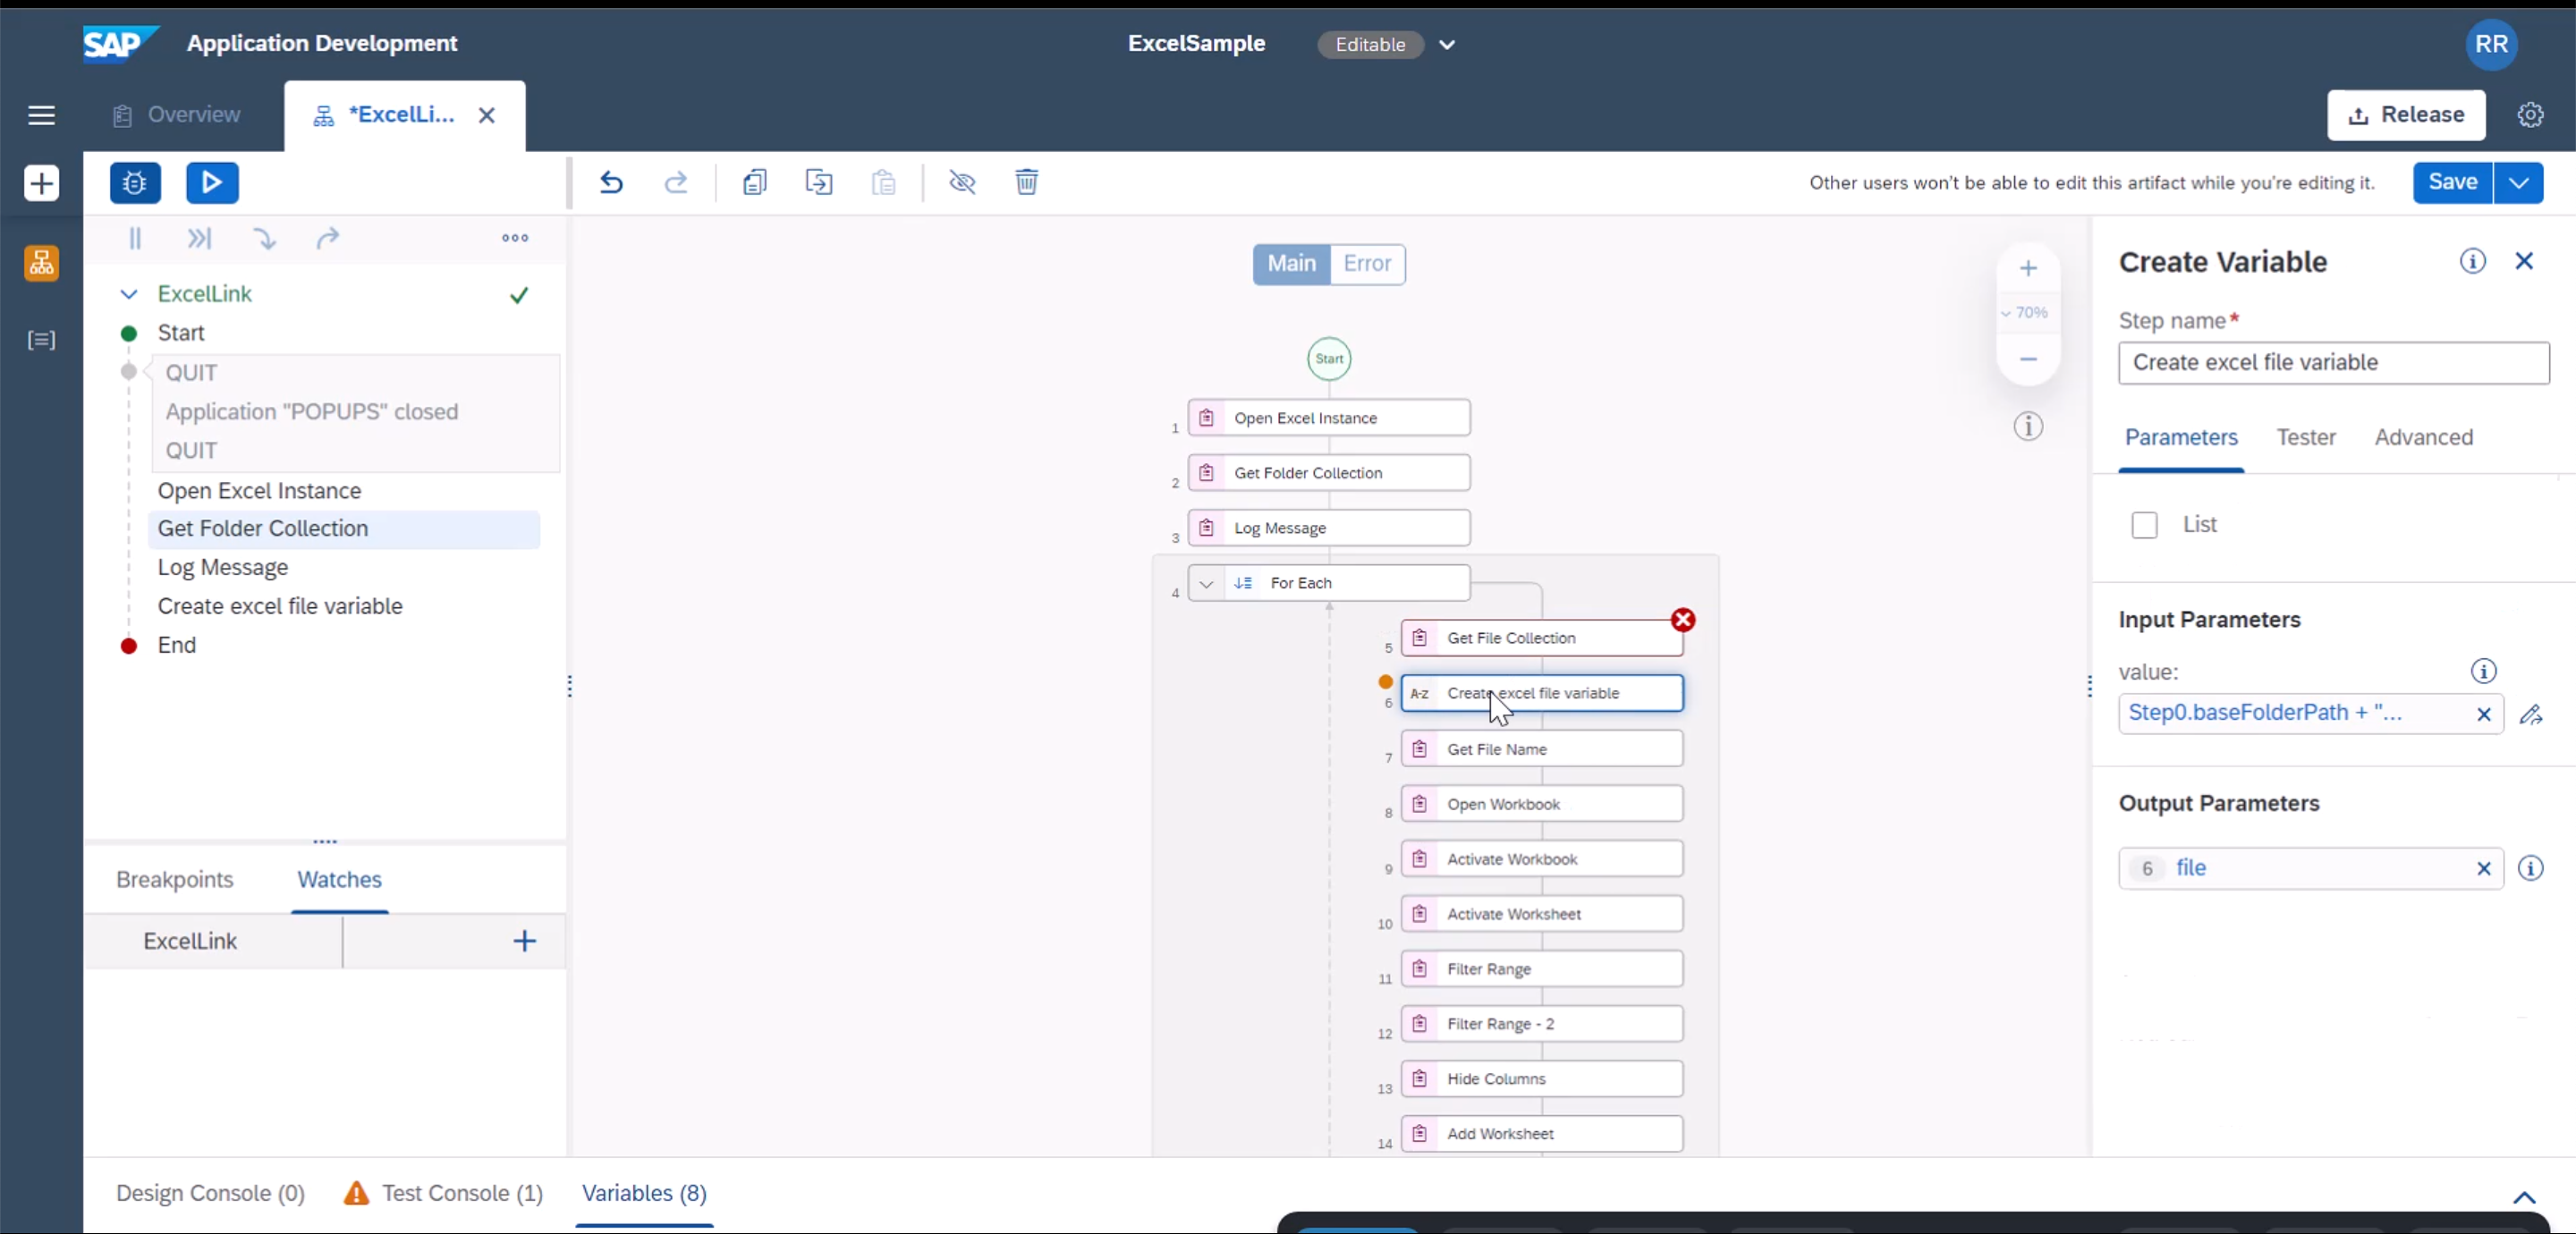 SAP Application Development
ExcelSample Editable
RR
Overview
*ExcelLi...
Release
Other users won't be able to edit this artifact while you're editing it.
Save
ExcelLink
Start
QUIT
Application "POPUPS" closed
QUIT
Open Excel Instance
Get Folder Collection
Log Message
Create excel file variable
End
Breakpoints
Watches
ExcelLink
Main
Error
70%
Start
1 Open Excel Instance
2 Get Folder Collection
3 Log Message
4 For Each
5 Get File Collection
6 A-Z Create excel file variable
7 Get File Name
8 Open Workbook
9 Activate Workbook
10 Activate Worksheet
11 Filter Range
12 Filter Range - 2
13 Hide Columns
14 Add Worksheet
Create Variable
Step name*
Create excel file variable
Parameters
Tester
Advanced
List
Input Parameters
value:
Step0.baseFolderPath + "...
Output Parameters
6 file
Design Console (0)
Test Console (1)
Variables (8)